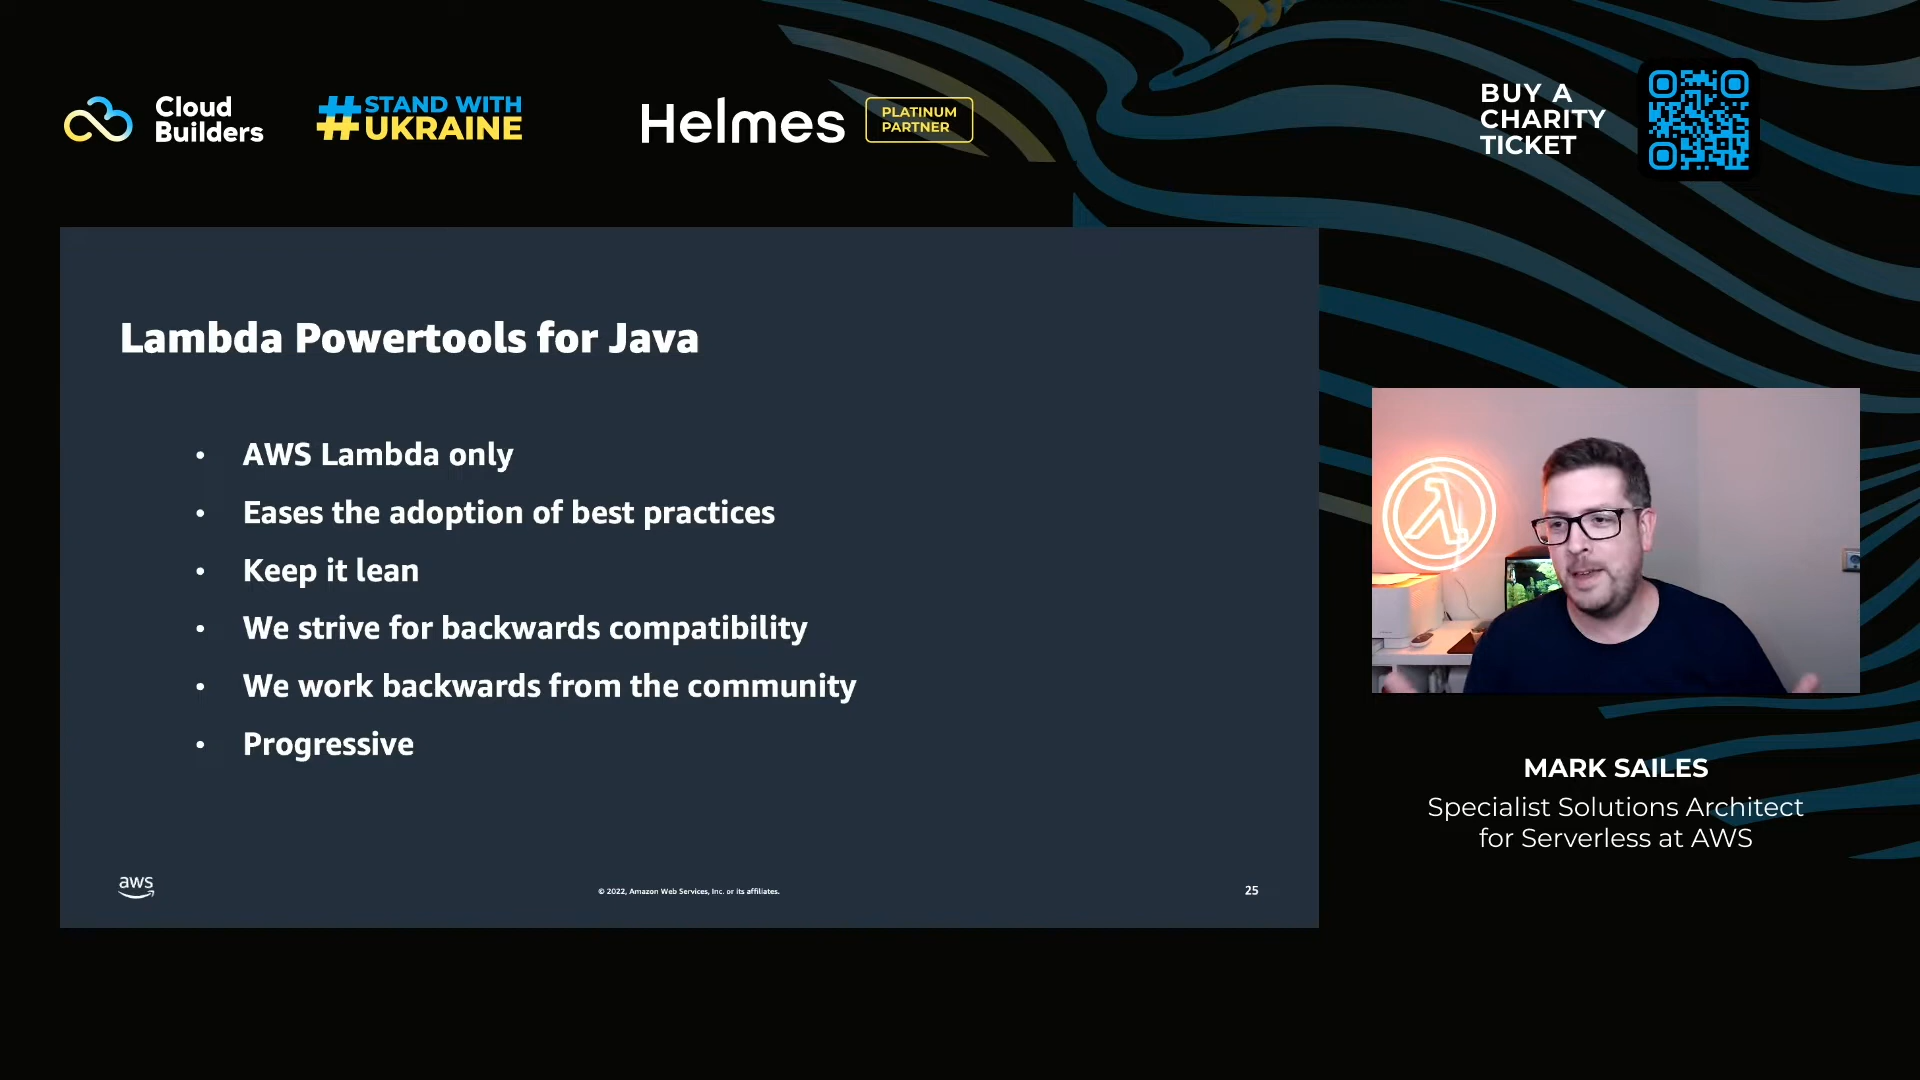 Cloud
Builders
#STAND WITH
UKRAINE
Helmes
PLATINUM
PARTNER
BUY A
CHARITY
TICKET
Lambda Powertools for Java
• AWS Lambda only
• Eases the adoption of best practices
• Keep it lean
• We strive for backwards compatibility
• We work backwards from the community
• Progressive
aws
© 2022, Amazon Web Services, Inc. or its affiliates.
25
MARK SAILES
Specialist Solutions Architect
for Serverless at AWS